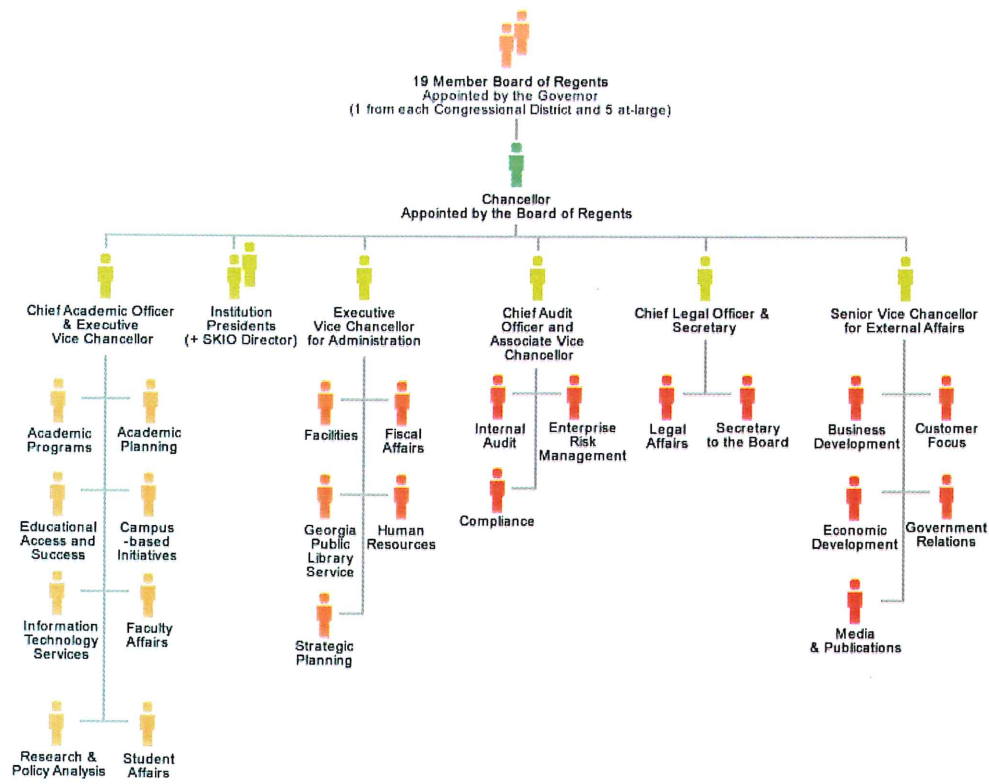 19 Member Board of Regents
Appointed by the Governor
(1 from each Congressional District and 5 at-large)
Chancellor
Appointed by the Board of Regents
Chief Academic Officer
& Executive
Vice Chancellor
Institution
Presidents
(+ SKIO Director)
Executive
Vice Chancellor
for Administration
Chief Audit
Officer and
Associate Vice
Chancellor
Chief Legal Officer &
Secretary
Senior Vice Chancellor
for External Affairs
Academic
Programs
Academic
Planning
Educational
Access and
Success
Campus
-based
Initiatives
Information
Technology
Services
Faculty
Affairs
Research &
Policy Analysis
Student
Affairs
Facilities
Fiscal
Affairs
Georgia
Public
Library
Service
Human
Resources
Strategic
Planning
Internal
Audit
Enterprise
Risk
Management
Compliance
Legal
Affairs
Secretary
to the Board
Business
Development
Customer
Focus
Economic
Development
Government
Relations
Media
& Publications